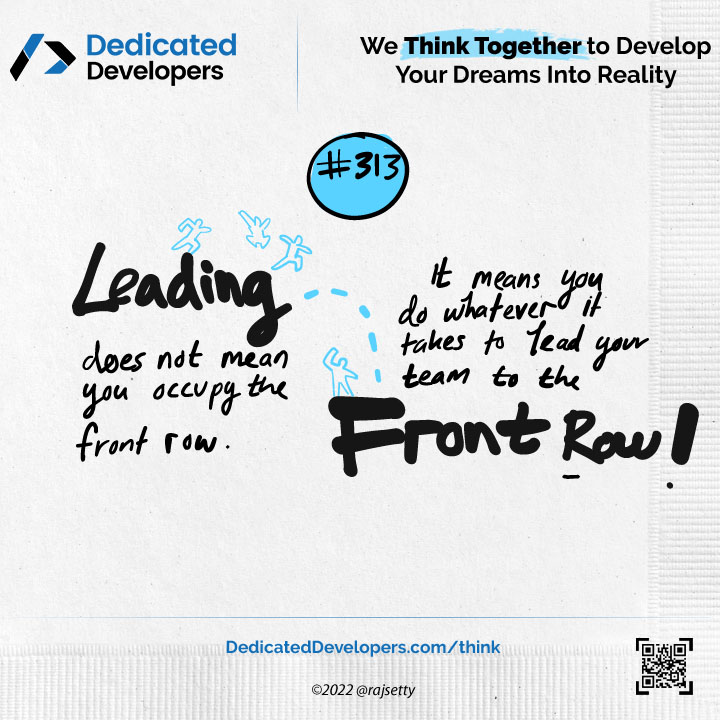 Dedicated
Developers
We Think Together to Develop
Your Dreams Into Reality
#313
Leading
does not mean
you occupy the
front row.
It means you
do whatever it
takes to lead your
team to the
Front Row!
DedicatedDevelopers.com/think
©2022 @rajsetty